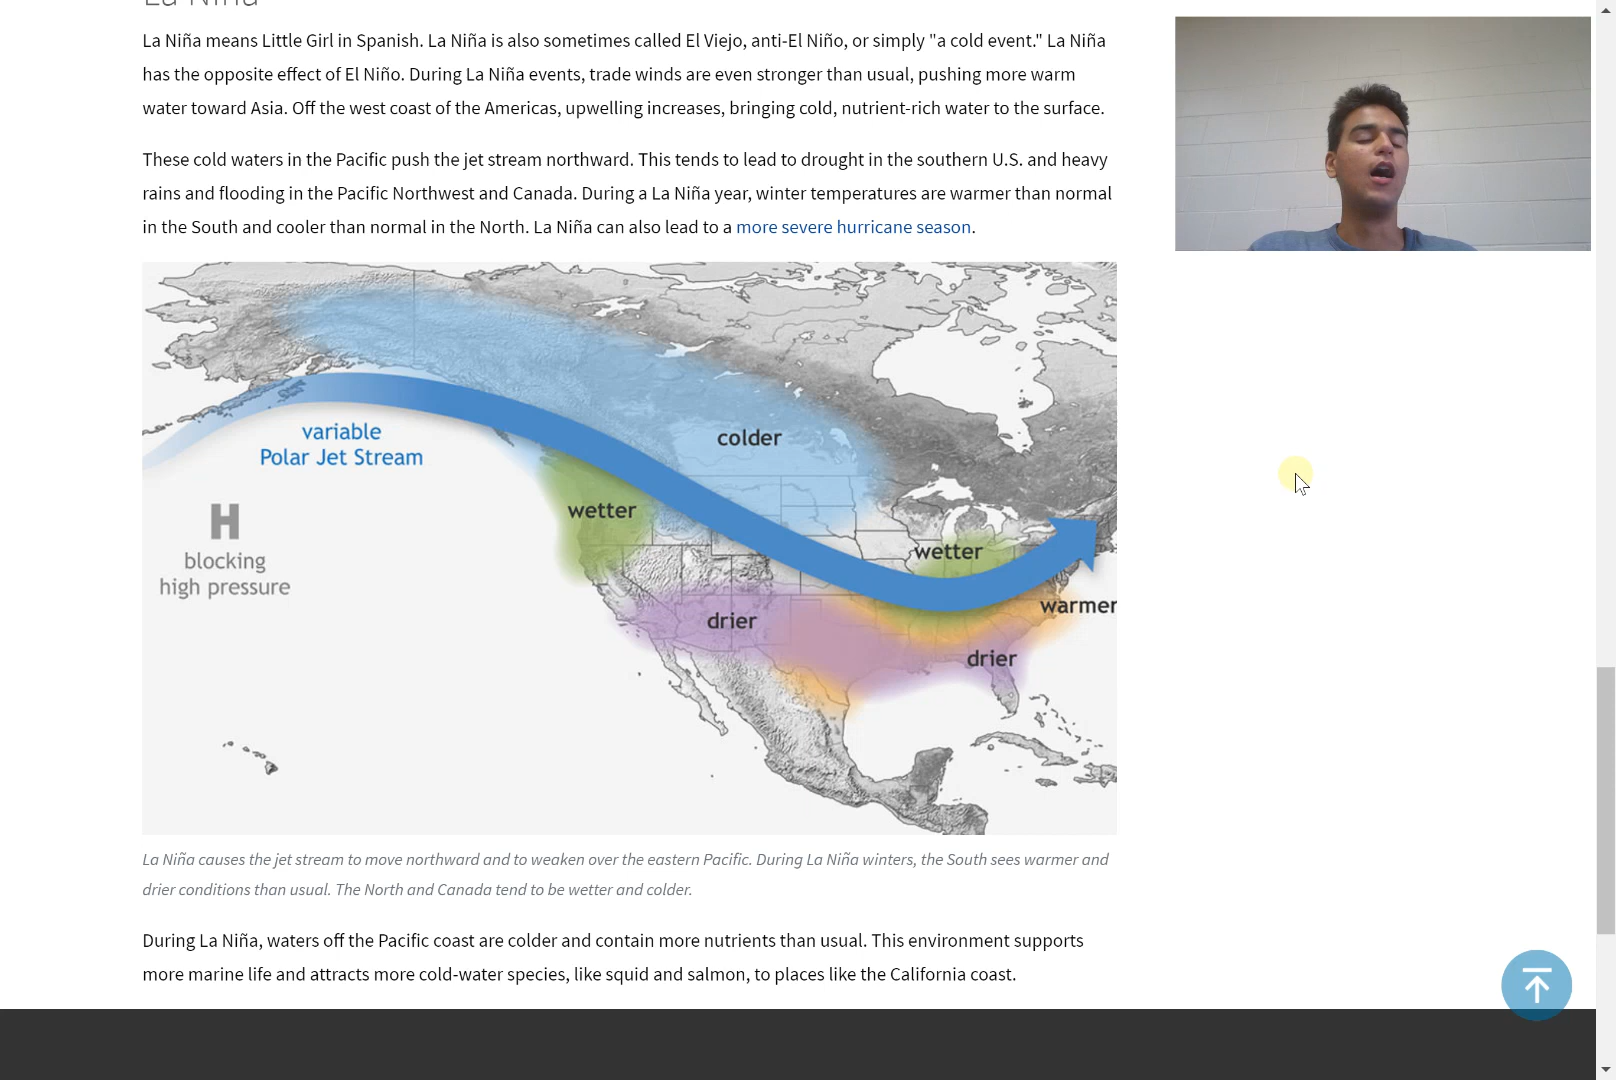 La Niña
La Niña means Little Girl in Spanish. La Niña is also sometimes called El Viejo, anti-El Niño, or simply "a cold event." La Niña
has the opposite effect of El Niño. During La Niña events, trade winds are even stronger than usual, pushing more warm
water toward Asia. Off the west coast of the Americas, upwelling increases, bringing cold, nutrient-rich water to the surface.
These cold waters in the Pacific push the jet stream northward. This tends to lead to drought in the southern U.S. and heavy
rains and flooding in the Pacific Northwest and Canada. During a La Niña year, winter temperatures are warmer than normal
in the South and cooler than normal in the North. La Niña can also lead to a more severe hurricane season.
variable
Polar Jet Stream
colder
H
blocking
high pressure
wetter
wetter
drier
warmer
drier
La Niña causes the jet stream to move northward and to weaken over the eastern Pacific. During La Niña winters, the South sees warmer and
drier conditions than usual. The North and Canada tend to be wetter and colder.
During La Niña, waters off the Pacific coast are colder and contain more nutrients than usual. This environment supports
more marine life and attracts more cold-water species, like squid and salmon, to places like the California coast.